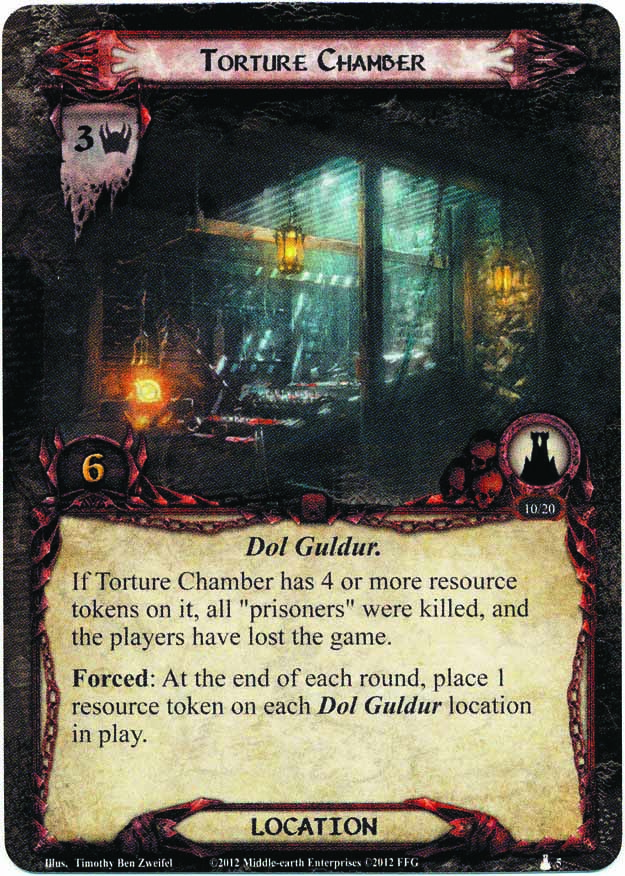 TORTURE CHAMBER
3
6
10/20
Dol Guldur.
If Torture Chamber has 4 or more resource
tokens on it, all "prisoners" were killed, and
the players have lost the game.
Forced: At the end of each round, place 1
resource token on each Dol Guldur location
in play.
LOCATION
Illus. Timothy Ben Zweifel ©2012 Middle-earth Enterprises ©2012 FFG 5